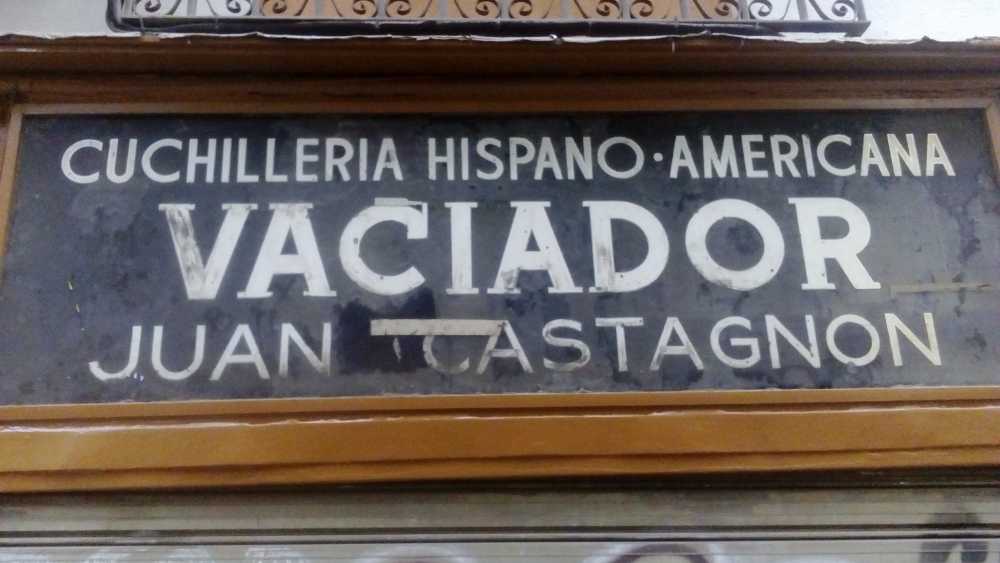 CUCHILLERIA HISPANO·AMERICANA
VACIADOR
JUAN CASTAGNON